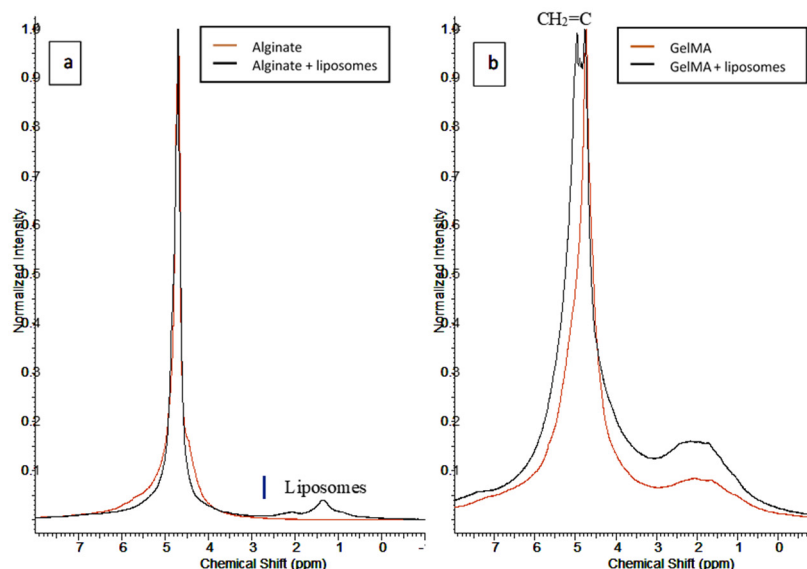 CH₂=C
a
Alginate
Alginate + liposomes
b
GelMA
GelMA + liposomes
Normalized Intensity
1.0
0.9
0.8
0.7
0.6
0.5
0.4
0.3
0.2
0.1
Liposomes
6 4 2 1 0
Chemical Shift (ppm)
Normalized Intensity
1.0
0.9
0.8
0.7
0.6
0.5
0.4
0.3
0.2
0.1
7 6 5 4 3 2 1 0
Chemical Shift (ppm)